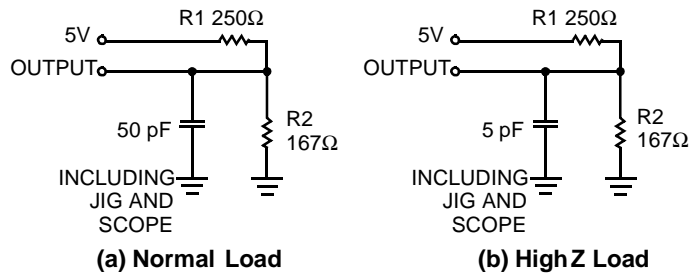 R1 250Ω
5V
OUTPUT
50 pF
R2
167Ω
INCLUDING
JIG AND
SCOPE
(a) Normal Load
R1 250Ω
5V
OUTPUT
5 pF
R2
167Ω
INCLUDING
JIG AND
SCOPE
(b) High Z Load